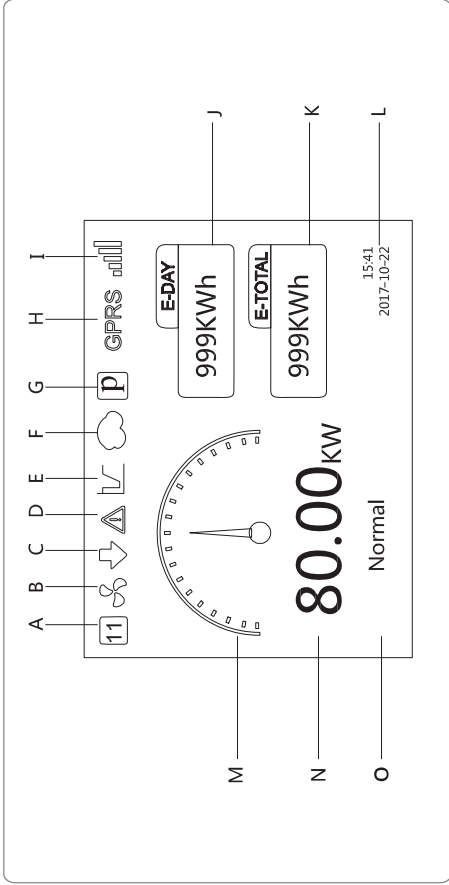 A B C D E F G H I
11 p GPRS
E-DAY
999KWh
J
E-TOTAL
999KWh
K
15:41
2017-10-22
L
M
80.00KW
N
Normal
O